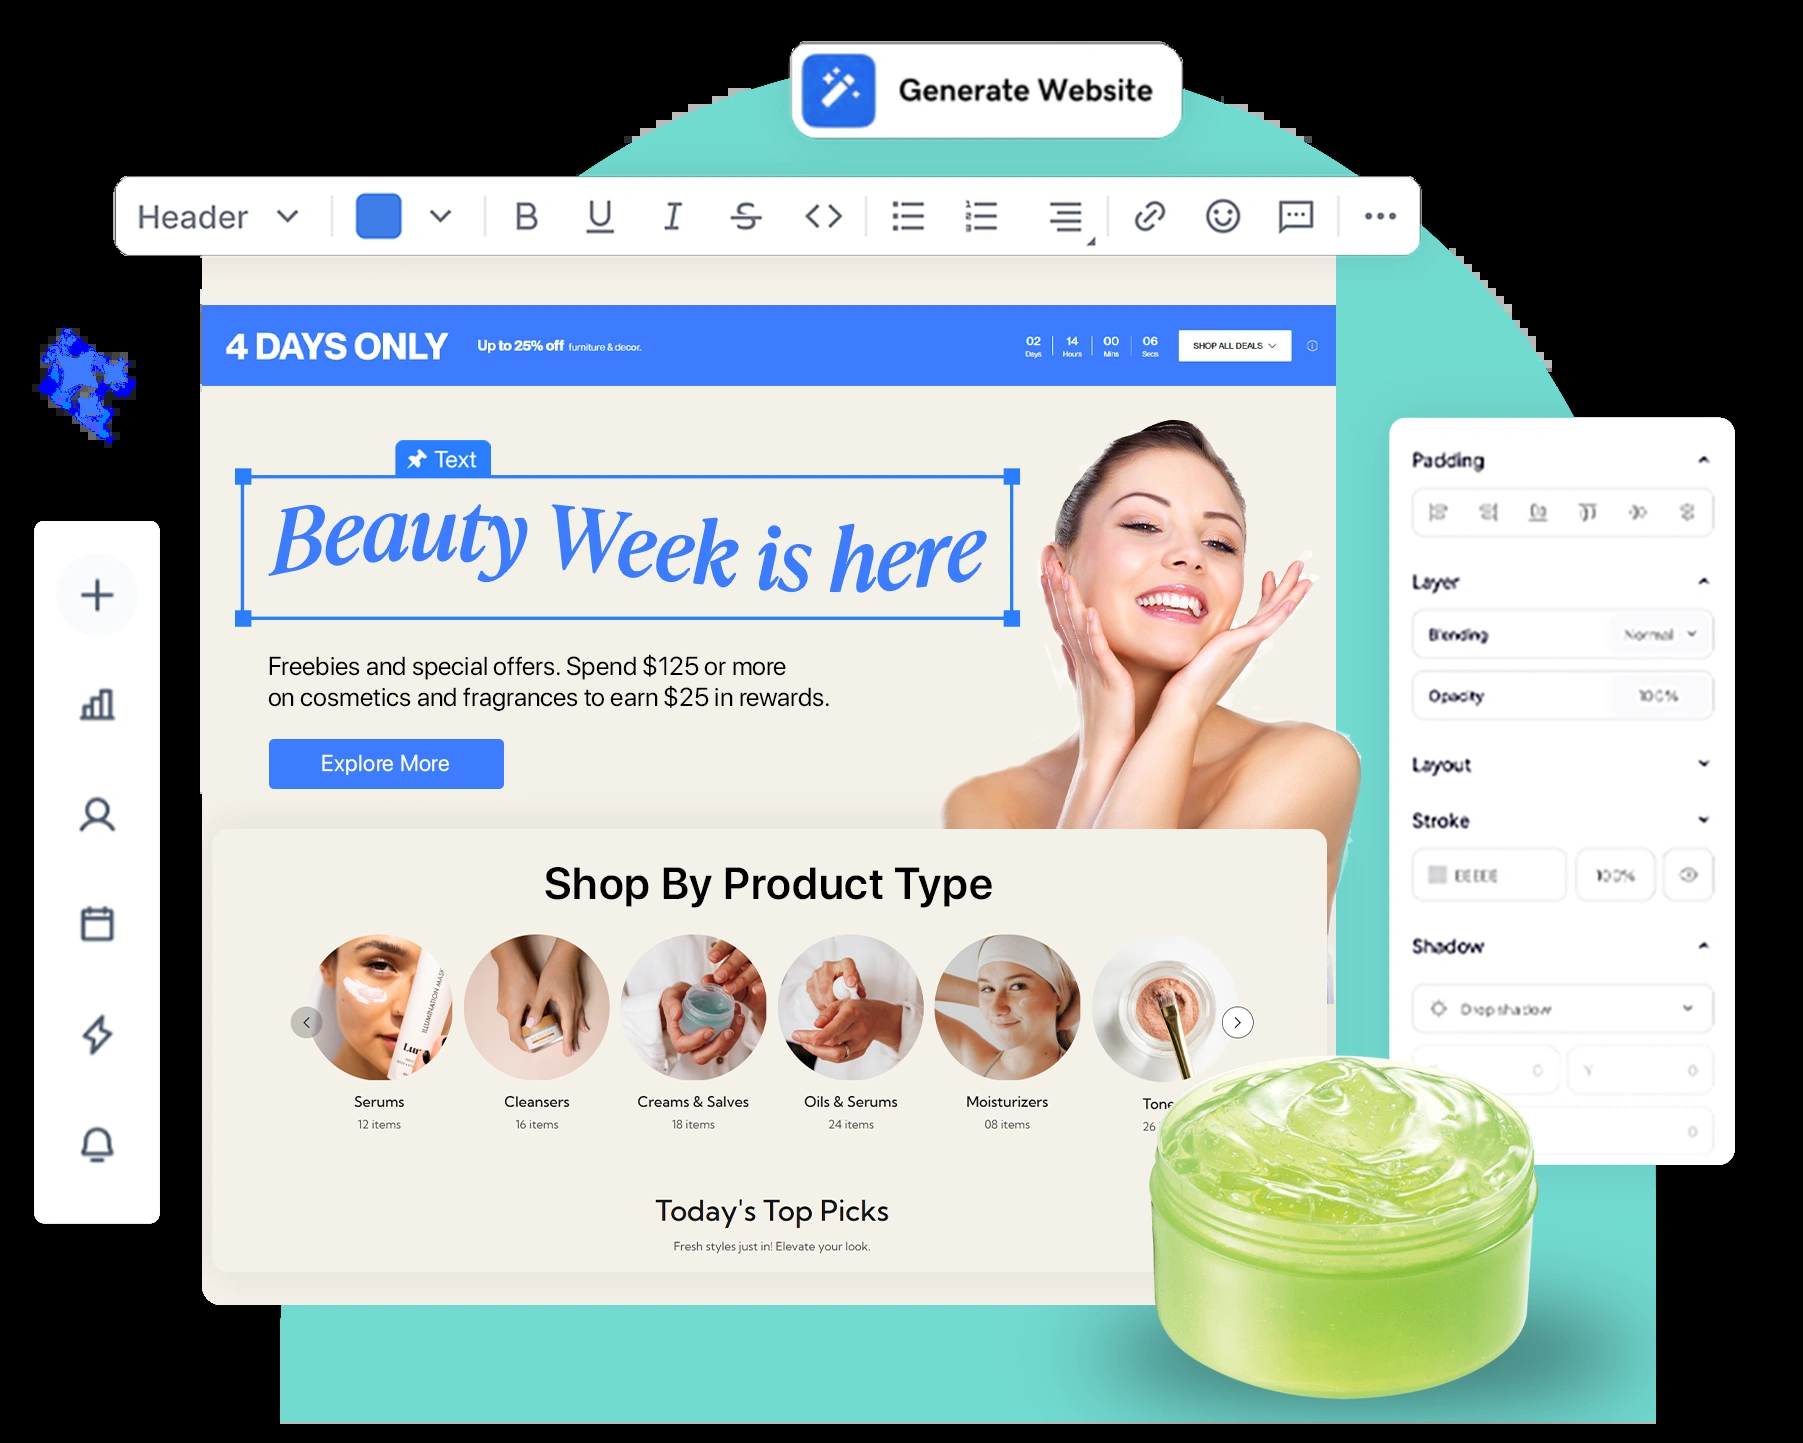 Generate Website
Header
4 DAYS ONLY
Up to 25% off furniture & decor.
02 14 00 06
Days Hours Mins Secs
SHOP ALL DEALS
Text
Beauty Week is here
Freebies and special offers. Spend $125 or more
on cosmetics and fragrances to earn $25 in rewards.
Explore More
Shop By Product Type
ILLUMINATION MASK
Serums
12 items
Cleansers
16 items
Creams & Salves
18 items
Oils & Serums
24 items
Moisturizers
08 items
Tone
26
Today's Top Picks
Fresh styles just in! Elevate your look.
Padding
Layer
Blending Normal
Opacity 100%
Layout
Stroke
100%
Shadow
Drop shadow
0 Y 0
0